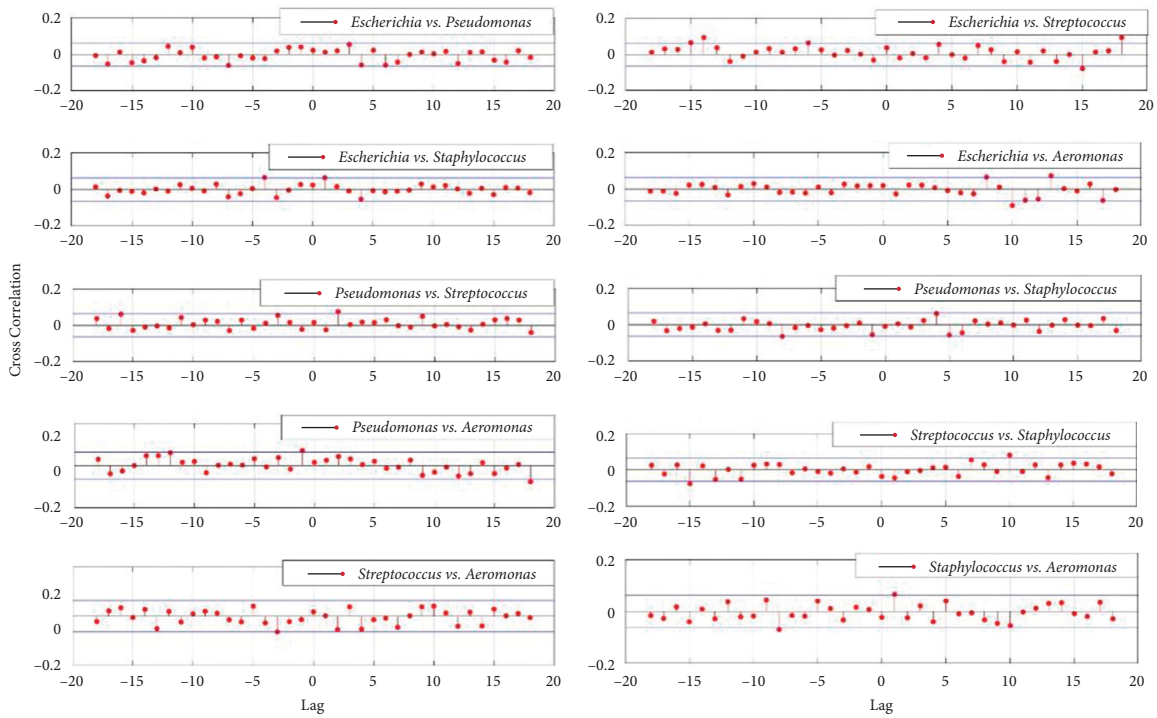 Escherichia vs. Pseudomonas
0.2
0
−0.2
−20 −15 −10 −5 0 5 10 15 20
Escherichia vs. Streptococcus
0.2
0
−0.2
−20 −15 −10 −5 0 5 10 15 20
Escherichia vs. Staphylococcus
0.2
0
−0.2
−20 −15 −10 −5 0 5 10 15 20
Escherichia vs. Aeromonas
0.2
0
−0.2
−20 −15 −10 −5 0 5 10 15 20
Cross Correlation
Pseudomonas vs. Streptococcus
0.2
0
−0.2
−20 −15 −10 −5 0 5 10 15 20
Pseudomonas vs. Staphylococcus
0.2
0
−0.2
−20 −15 −10 −5 0 5 10 15 20
Pseudomonas vs. Aeromonas
0.2
0
−0.2
−20 −15 −10 −5 0 5 10 15 20
Streptococcus vs. Staphylococcus
0.2
0
−0.2
−20 −15 −10 −5 0 5 10 15 20
Streptococcus vs. Aeromonas
0.2
0
0.2
−20 −15 −10 −5 0 5 10 15 20
Lag
Staphylococcus vs. Aeromonas
0.2
0
0.2
−20 −15 −10 −5 0 5 10 15 20
Lag